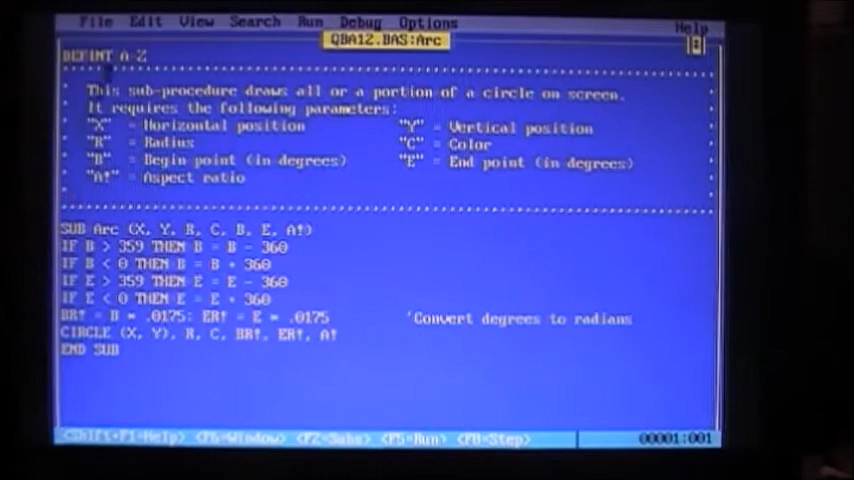 File Edit View Search Run Debug Options Help
QBA12.BAS:Arc
DEFINT A-Z
This sub-procedure draws all or a portion of a circle on screen.
It requires the following parameters:
"X" = Horizontal position "Y" = Vertical position
"R" = Radius "C" = Color
"B" = Begin point (in degrees) "E" = End point (in degrees)
"A!" = Aspect ratio
SUB Arc (X, Y, R, C, B, E, A!)
IF B > 359 THEN B = B - 360
IF B < 0 THEN B = B + 360
IF E > 359 THEN E = E - 360
IF E < 0 THEN E = E + 360
BR! = B * .0175: ER! = E * .0175 'Convert degrees to radians
CIRCLE (X, Y), R, C, BR!, ER!, A!
END SUB
<Shift+F1=Help> <F6=Window> <F2=Subs> <F5=Run> <F8=Step> 00001:001